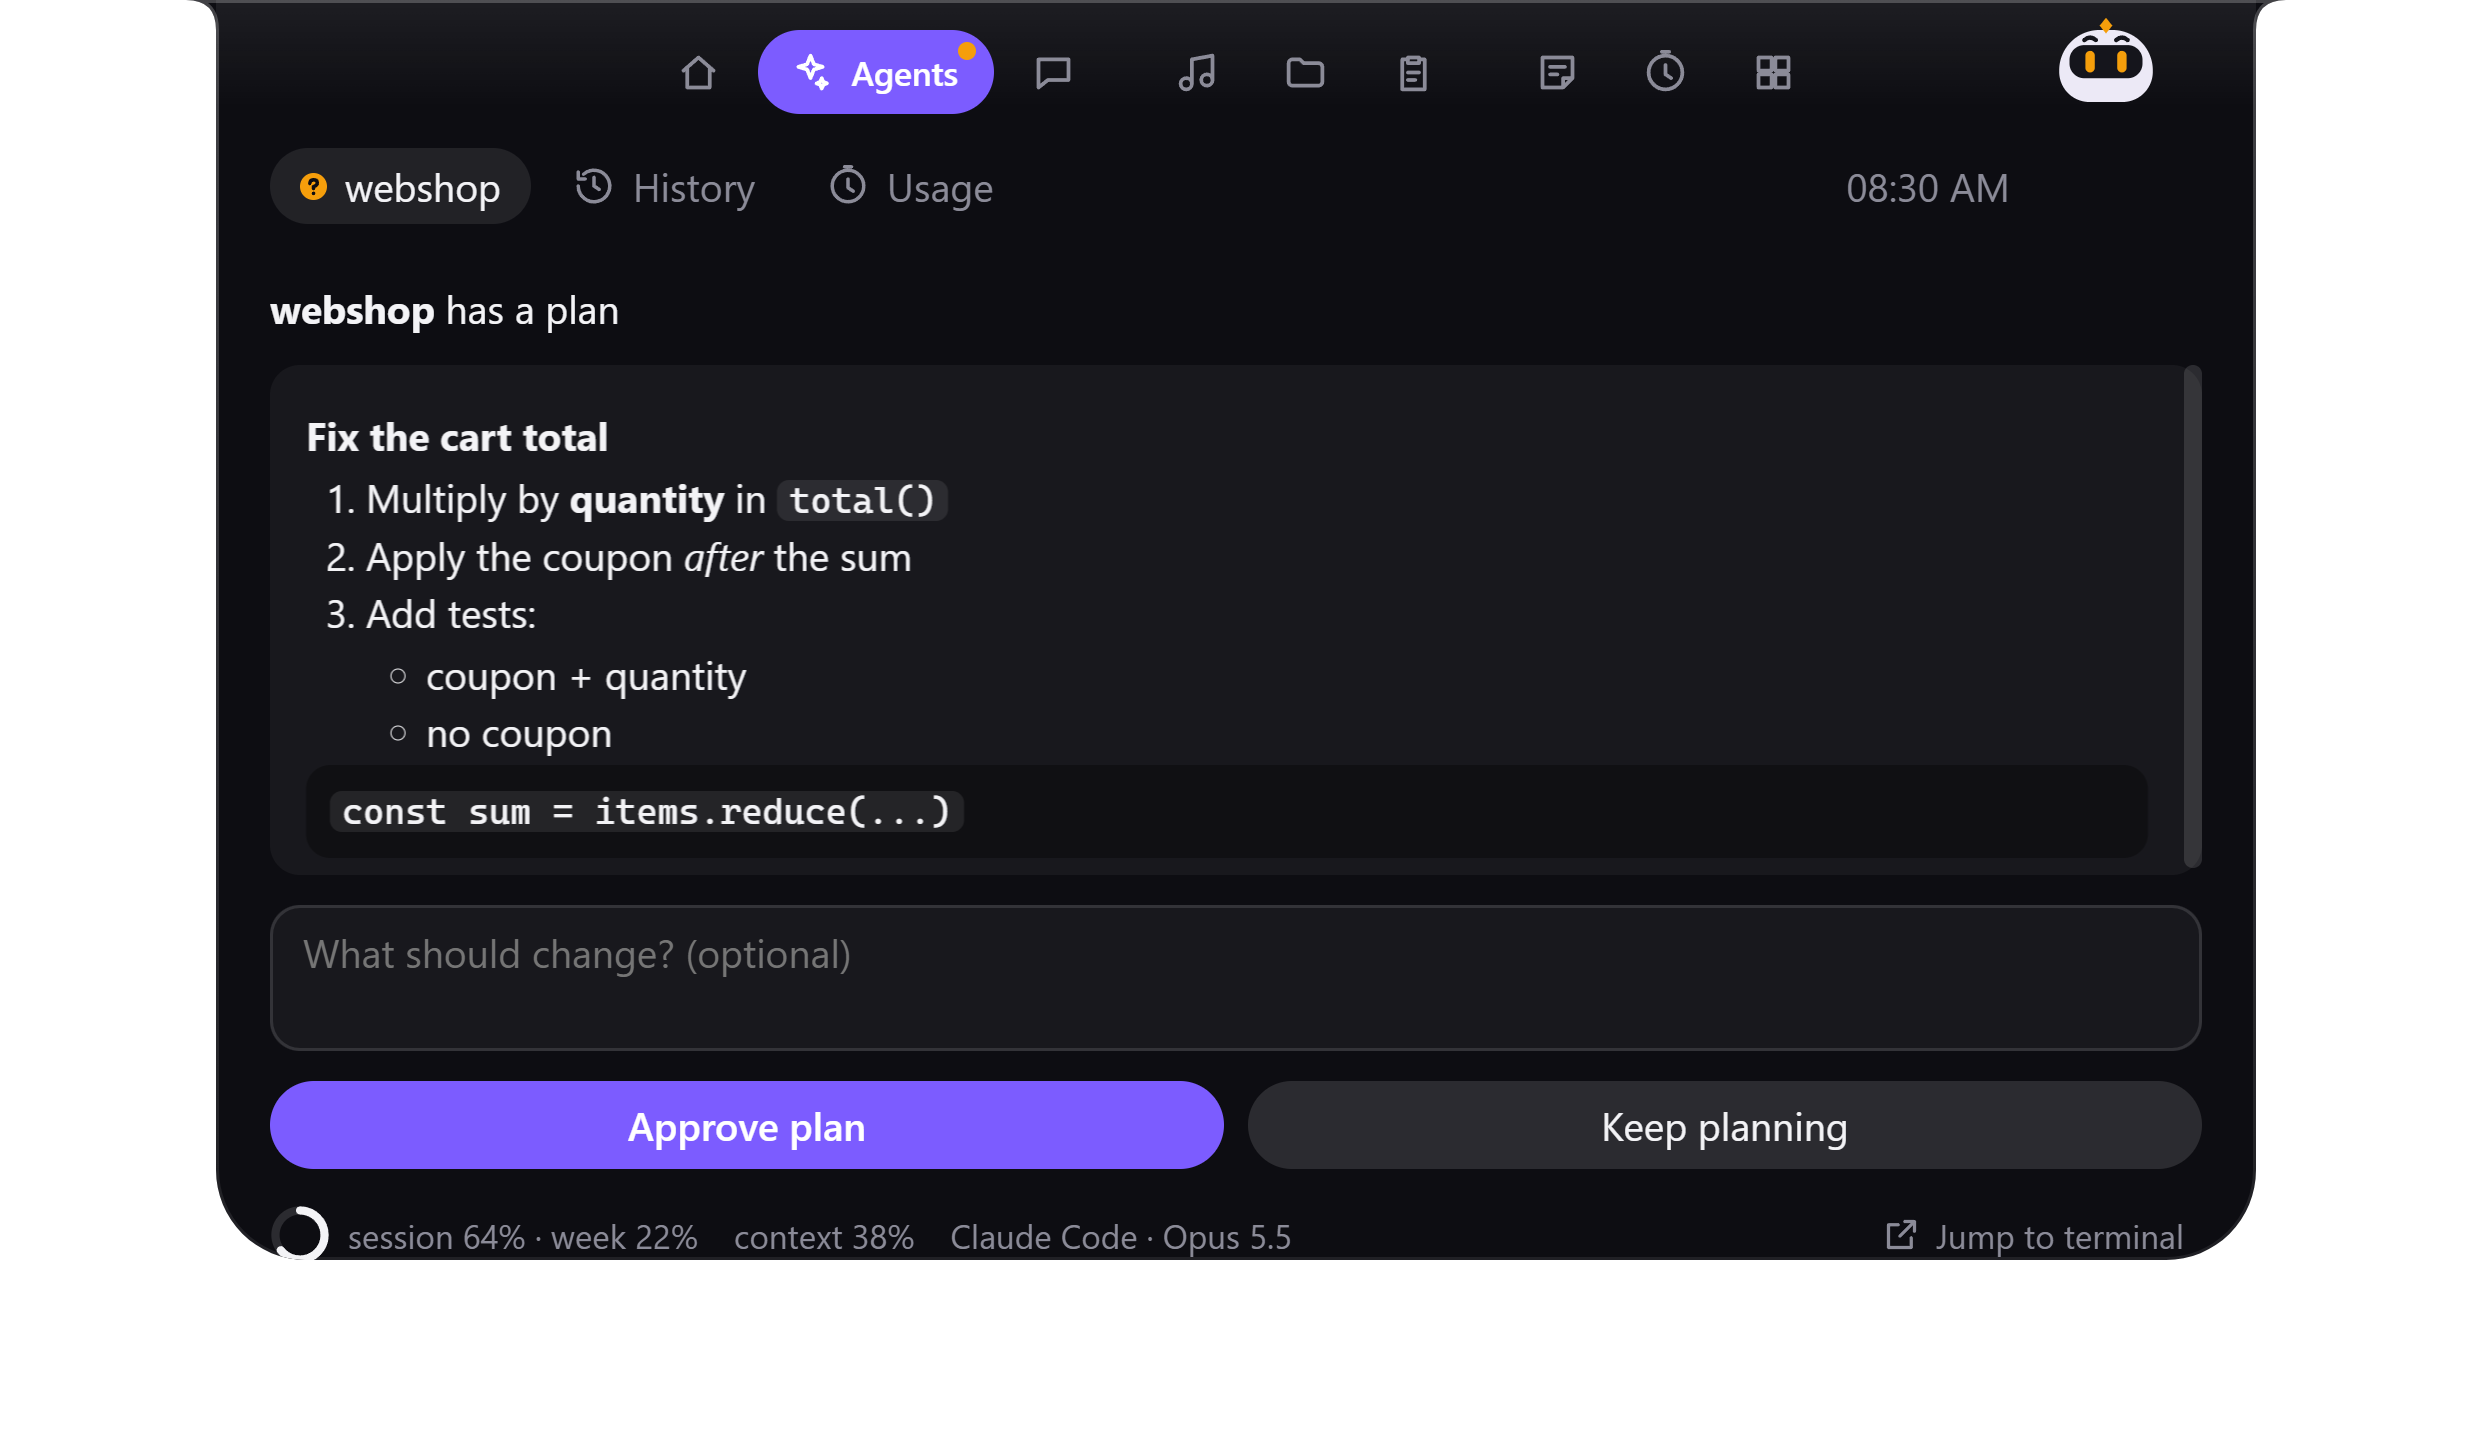 Agents
webshop History Usage 08:30 AM
webshop has a plan
Fix the cart total
1. Multiply by quantity in total()
2. Apply the coupon after the sum
3. Add tests:
coupon + quantity
no coupon
const sum = items.reduce(...)
What should change? (optional)
Approve plan Keep planning
session 64% · week 22% context 38% Claude Code · Opus 5.5 Jump to terminal